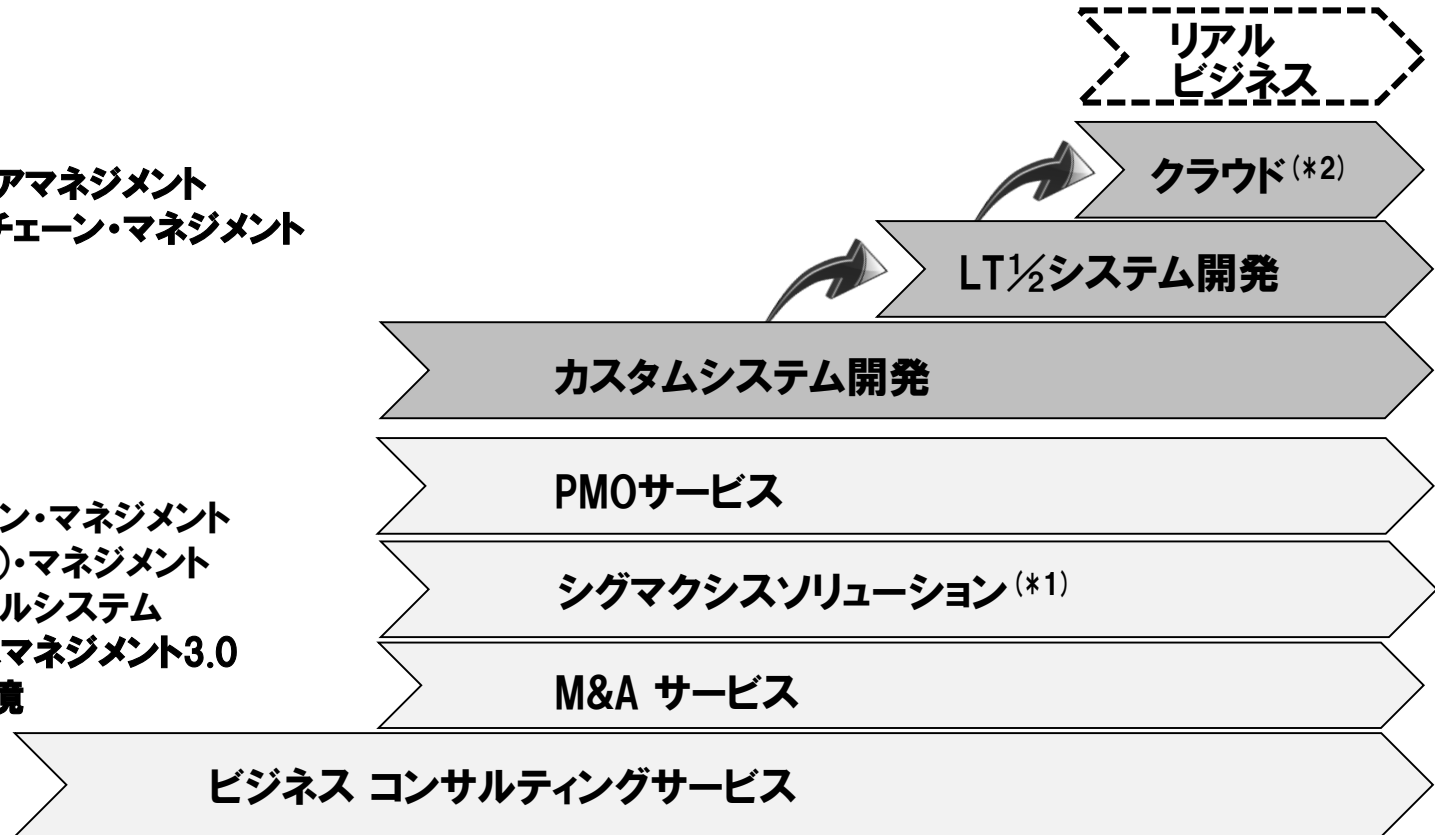 リアル
ビジネス
クラウド(*2)
アマネジメント
チェーン・マネジメント
LT½システム開発
カスタムシステム開発
PMOサービス
ン・マネジメント
)・マネジメント
ルシステム
マネジメント3.0
境
シグマクシスソリューション(*1)
M&A サービス
ビジネス コンサルティングサービス